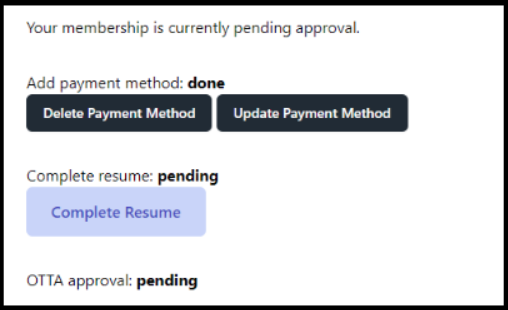 Your membership is currently pending approval.
Add payment method: done
Delete Payment Method Update Payment Method
Complete resume: pending
Complete Resume
OTTA approval: pending